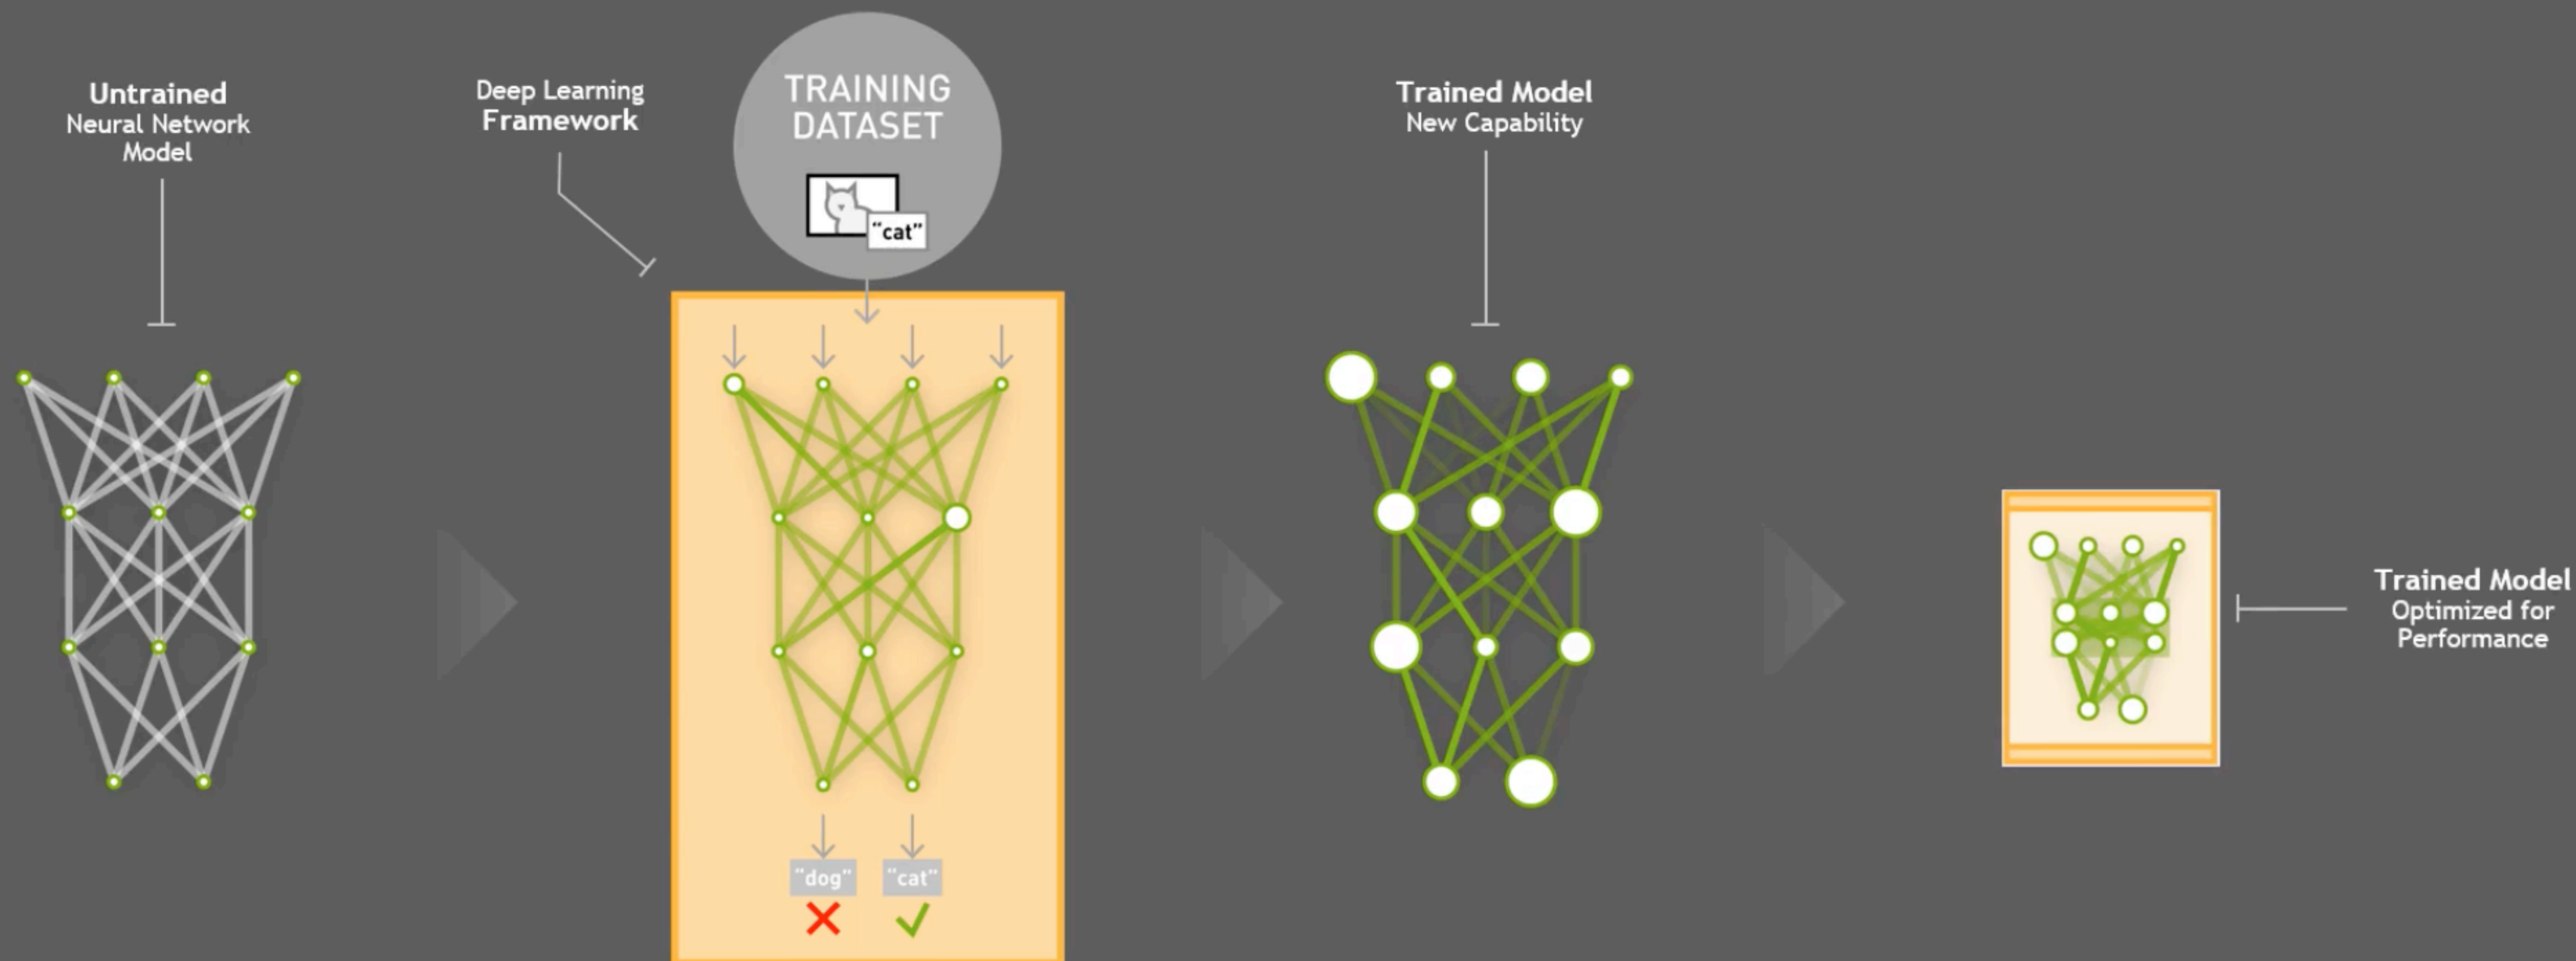 Untrained
Neural Network
Model
Deep Learning
Framework
TRAINING
DATASET
“cat”
“dog”
“cat”
Trained Model
New Capability
Trained Model
Optimized for
Performance